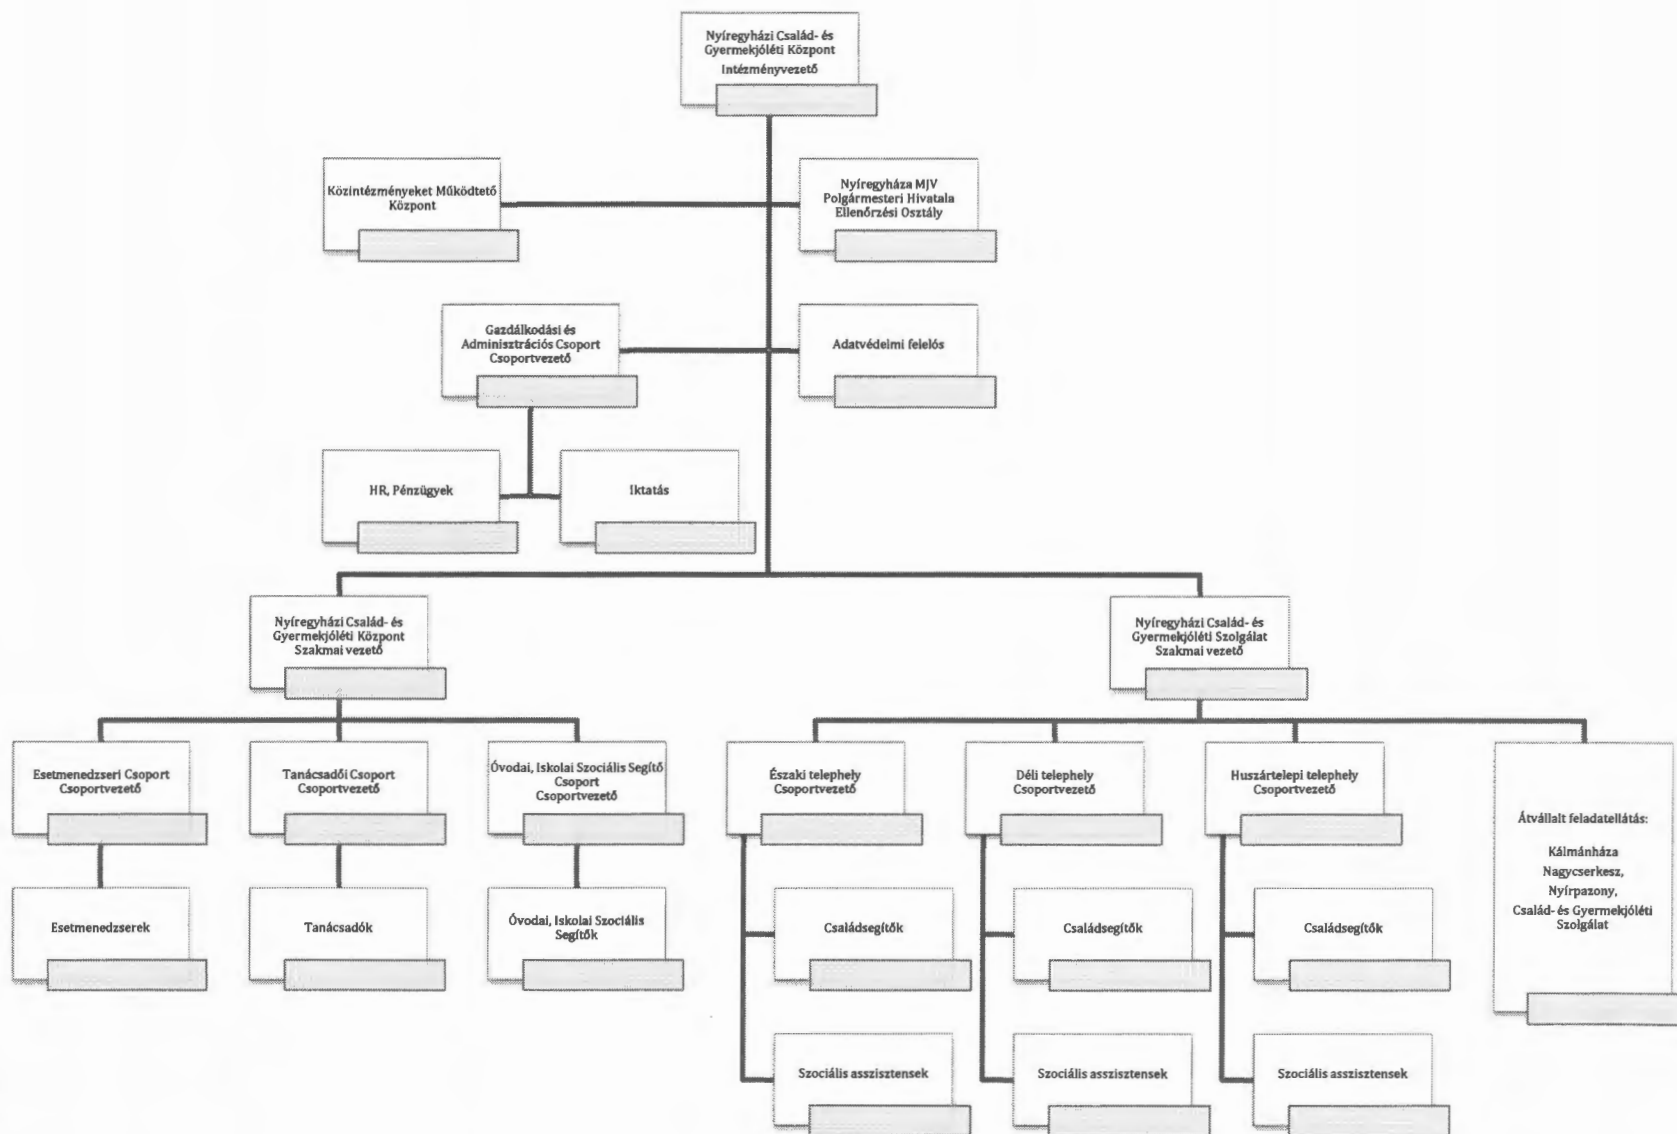 Nyíregyházi Család- és
Gyermekjóléti Központ
Intézményvezető
Közintézményeket Működtető
Központ
Nyíregyháza MJV
Polgármesteri Hivatala
Ellenőrzési Osztály
Gazdálkodási és
Adminisztrációs Csoport
Csoportvezető
Adatvédelmi felelős
HR, Pénzügyek
Iktatás
Nyíregyházi Család- és
Gyermekjóléti Központ
Szakmai vezető
Nyíregyházi Család- és
Gyermekjóléti Szolgálat
Szakmai vezető
Esetmenedzseri Csoport
Csoportvezető
Tanácsadói Csoport
Csoportvezető
Óvodai, Iskolai Szociális Segítő
Csoport
Csoportvezető
Északi telephely
Csoportvezető
Déli telephely
Csoportvezető
Huszártelepi telephely
Csoportvezető
Átvállalt feladatellátás:
Kálmánháza
Nagycserkesz,
Nyírpazony,
Család- és Gyermekjóléti
Szolgálat
Esetmenedzserek
Tanácsadók
Óvodai, Iskolai Szociális
Segítők
Családsegítők
Családsegítők
Családsegítők
Szociális asszisztensek
Szociális asszisztensek
Szociális asszisztensek